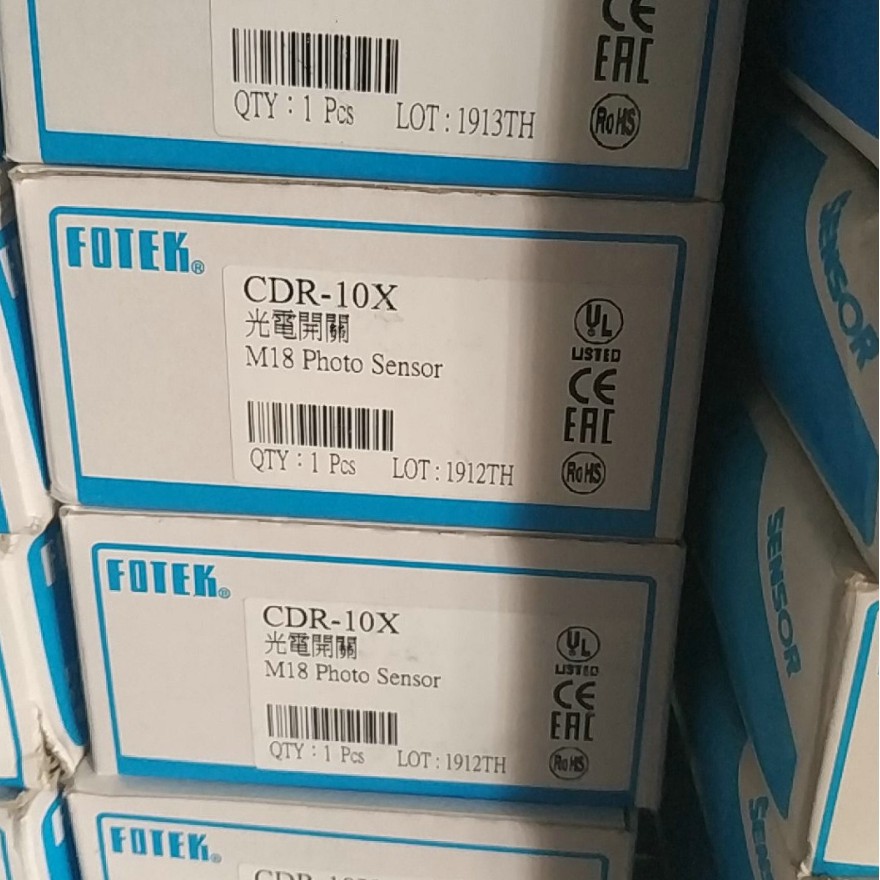 CE
EAC
RoHS
QTY : 1 Pcs LOT : 1913TH
FOTEK®
CDR-10X
光電開關
M18 Photo Sensor
QTY : 1 Pcs LOT : 1912TH
UL
LISTED
CE
EAC
RoHS
FOTEK®
CDR-10X
光電開關
M18 Photo Sensor
QTY : 1 Pcs LOT : 1912TH
UL
LISTED
CE
EAC
RoHS
FOTEK®
SENSOR
SENSOR